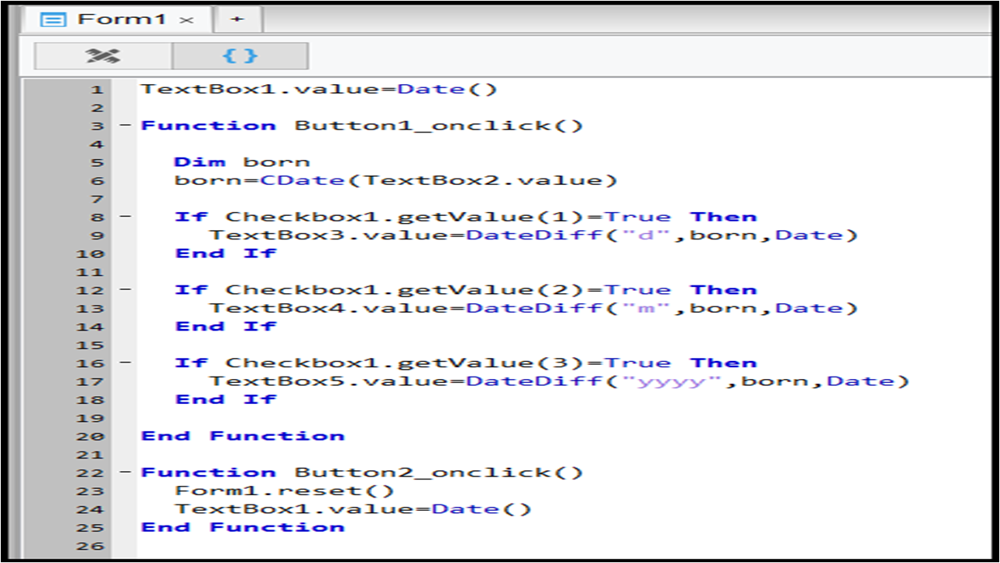 Form1 ×
+
{ }
1 TextBox1.value=Date()
2
3 Function Button1_onclick()
4
5 Dim born
6 born=CDate(TextBox2.value)
7
8 If Checkbox1.getValue(1)=True Then
9 TextBox3.value=DateDiff("d",born,Date)
10 End If
11
12 If Checkbox1.getValue(2)=True Then
13 TextBox4.value=DateDiff("m",born,Date)
14 End If
15
16 If Checkbox1.getValue(3)=True Then
17 TextBox5.value=DateDiff("yyyy",born,Date)
18 End If
19
20 End Function
21
22 Function Button2_onclick()
23 Form1.reset()
24 TextBox1.value=Date()
25 End Function
26